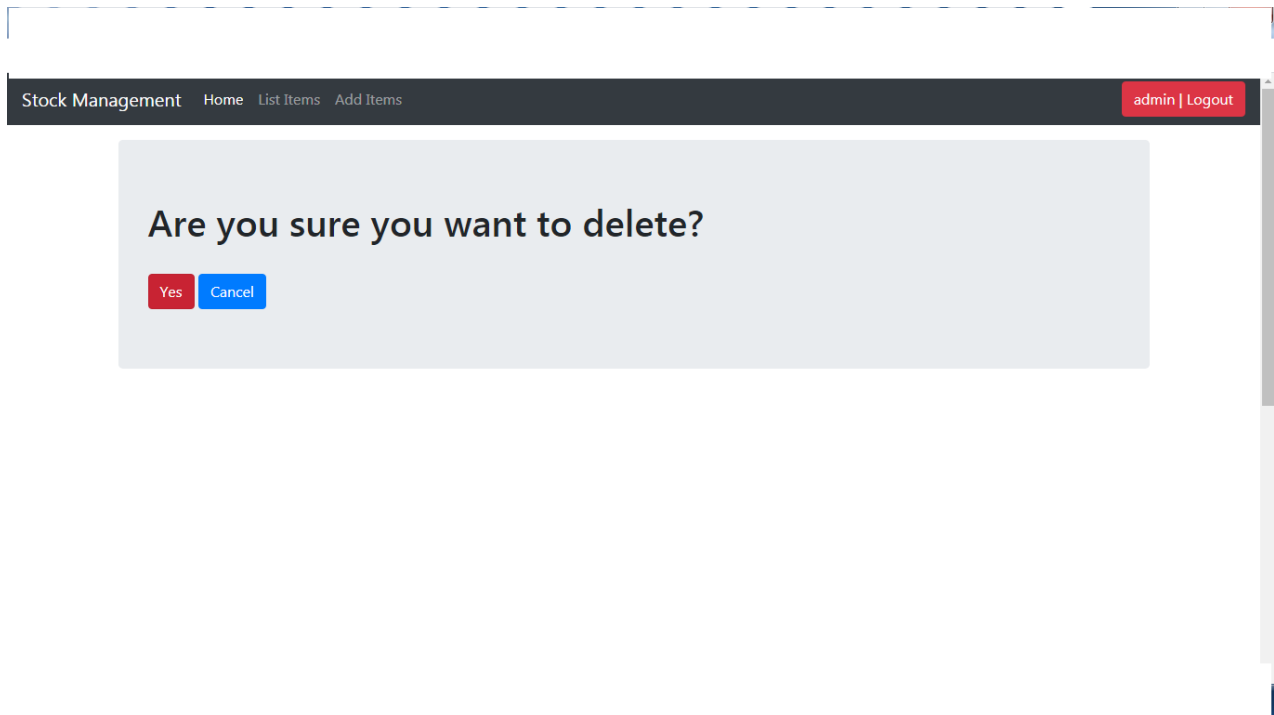 Stock Management Home List Items Add Items admin | Logout
Are you sure you want to delete?
Yes Cancel